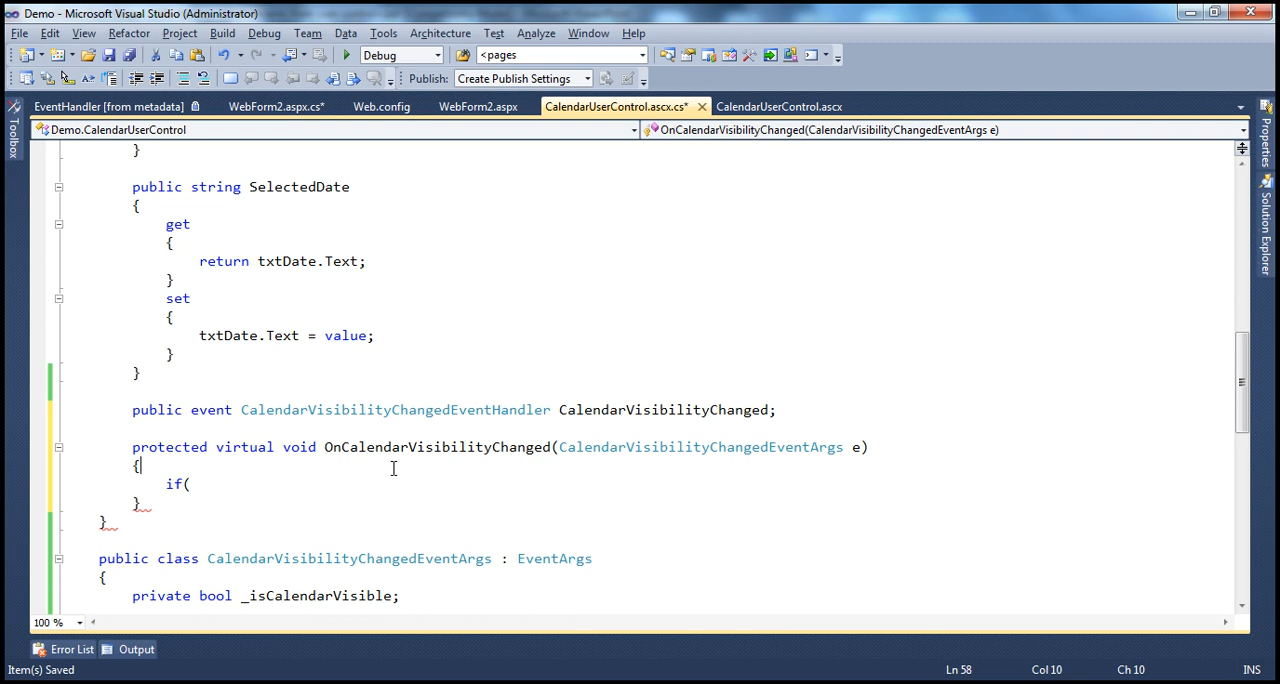 Demo - Microsoft Visual Studio (Administrator)
File Edit View Refactor Project Build Debug Team Data Tools Architecture Test Analyze Window Help
Debug <pages
Publish: Create Publish Settings
EventHandler [from metadata] WebForm2.aspx.cs* Web.config WebForm2.aspx CalendarUserControl.ascx.cs* CalendarUserControl.ascx
Demo.CalendarUserControl OnCalendarVisibilityChanged(CalendarVisibilityChangedEventArgs e)
Toolbox
Properties
Solution Explorer
}
public string SelectedDate
{
get
{
return txtDate.Text;
}
set
{
txtDate.Text = value;
}
}
public event CalendarVisibilityChangedEventHandler CalendarVisibilityChanged;
protected virtual void OnCalendarVisibilityChanged(CalendarVisibilityChangedEventArgs e)
{
if(
}
}
public class CalendarVisibilityChangedEventArgs : EventArgs
{
private bool _isCalendarVisible;
100 %
Error List Output
Item(s) Saved Ln 58 Col 10 Ch 10 INS